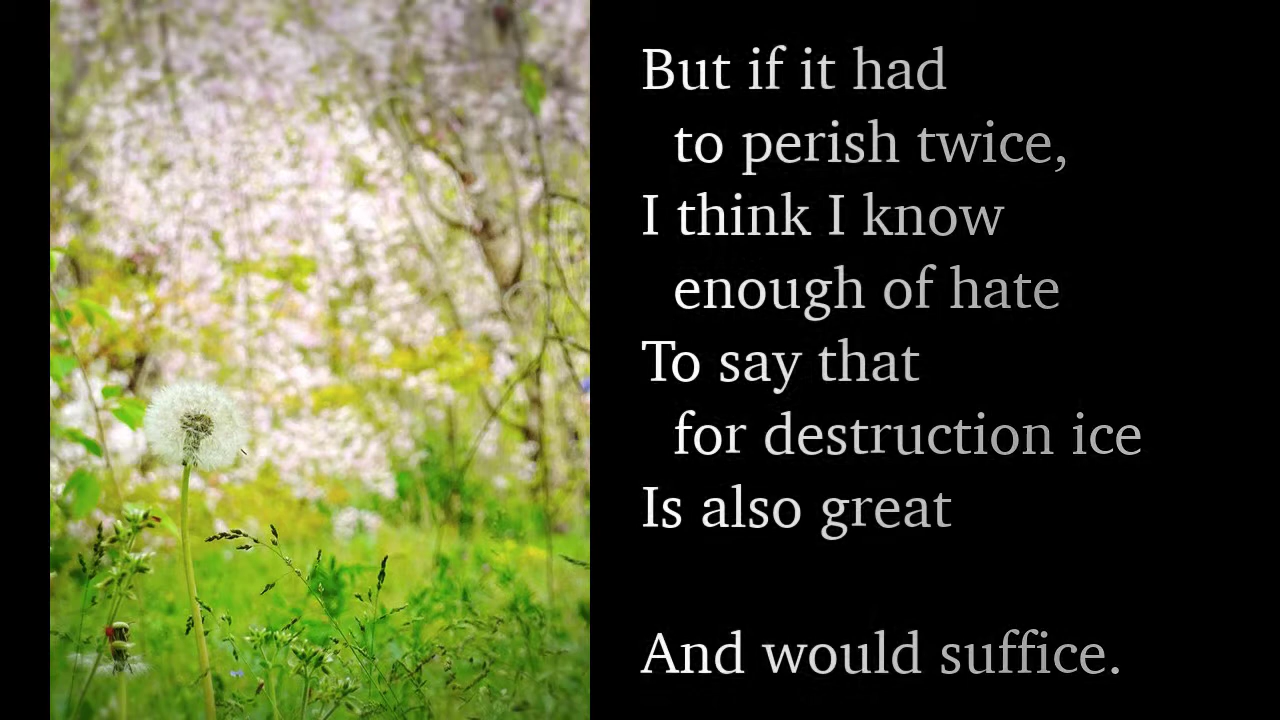 But if it had
to perish twice,
I think I know
enough of hate
To say that
for destruction ice
Is also great
And would suffice.